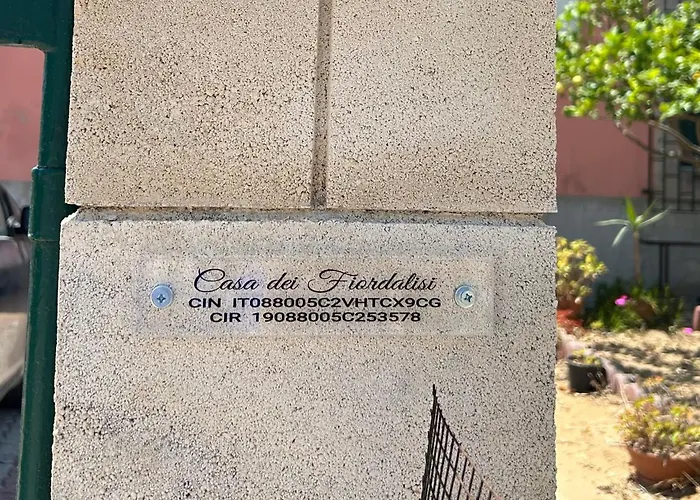 Casa dei Fiordalisi
CIN IT088005C2VHTCX9CG
CIR 19088005C253578